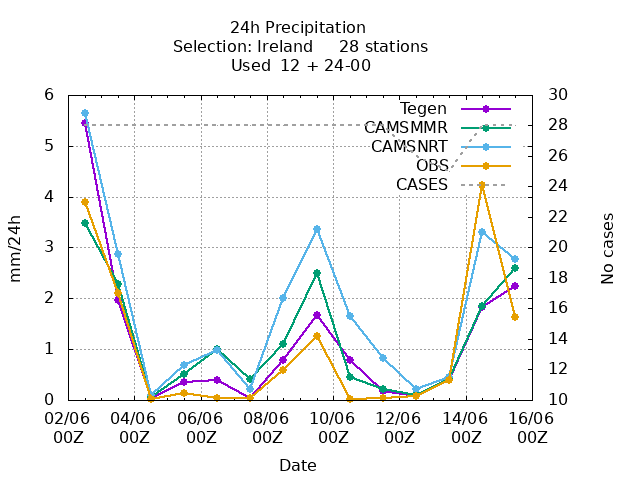 24h Precipitation
Selection: Ireland 28 stations
Used 12 + 24-00
6 30
Tegen
CAMSMMR 28
5 CAMSNRT
26
OBS
CASES 24
4
22
3 20
18
2
16
14
1
12
0 10
mm/24h
No cases
02/06 04/06 06/06 08/06 10/06 12/06 14/06 16/06
00Z 00Z 00Z 00Z 00Z 00Z 00Z 00Z
Date